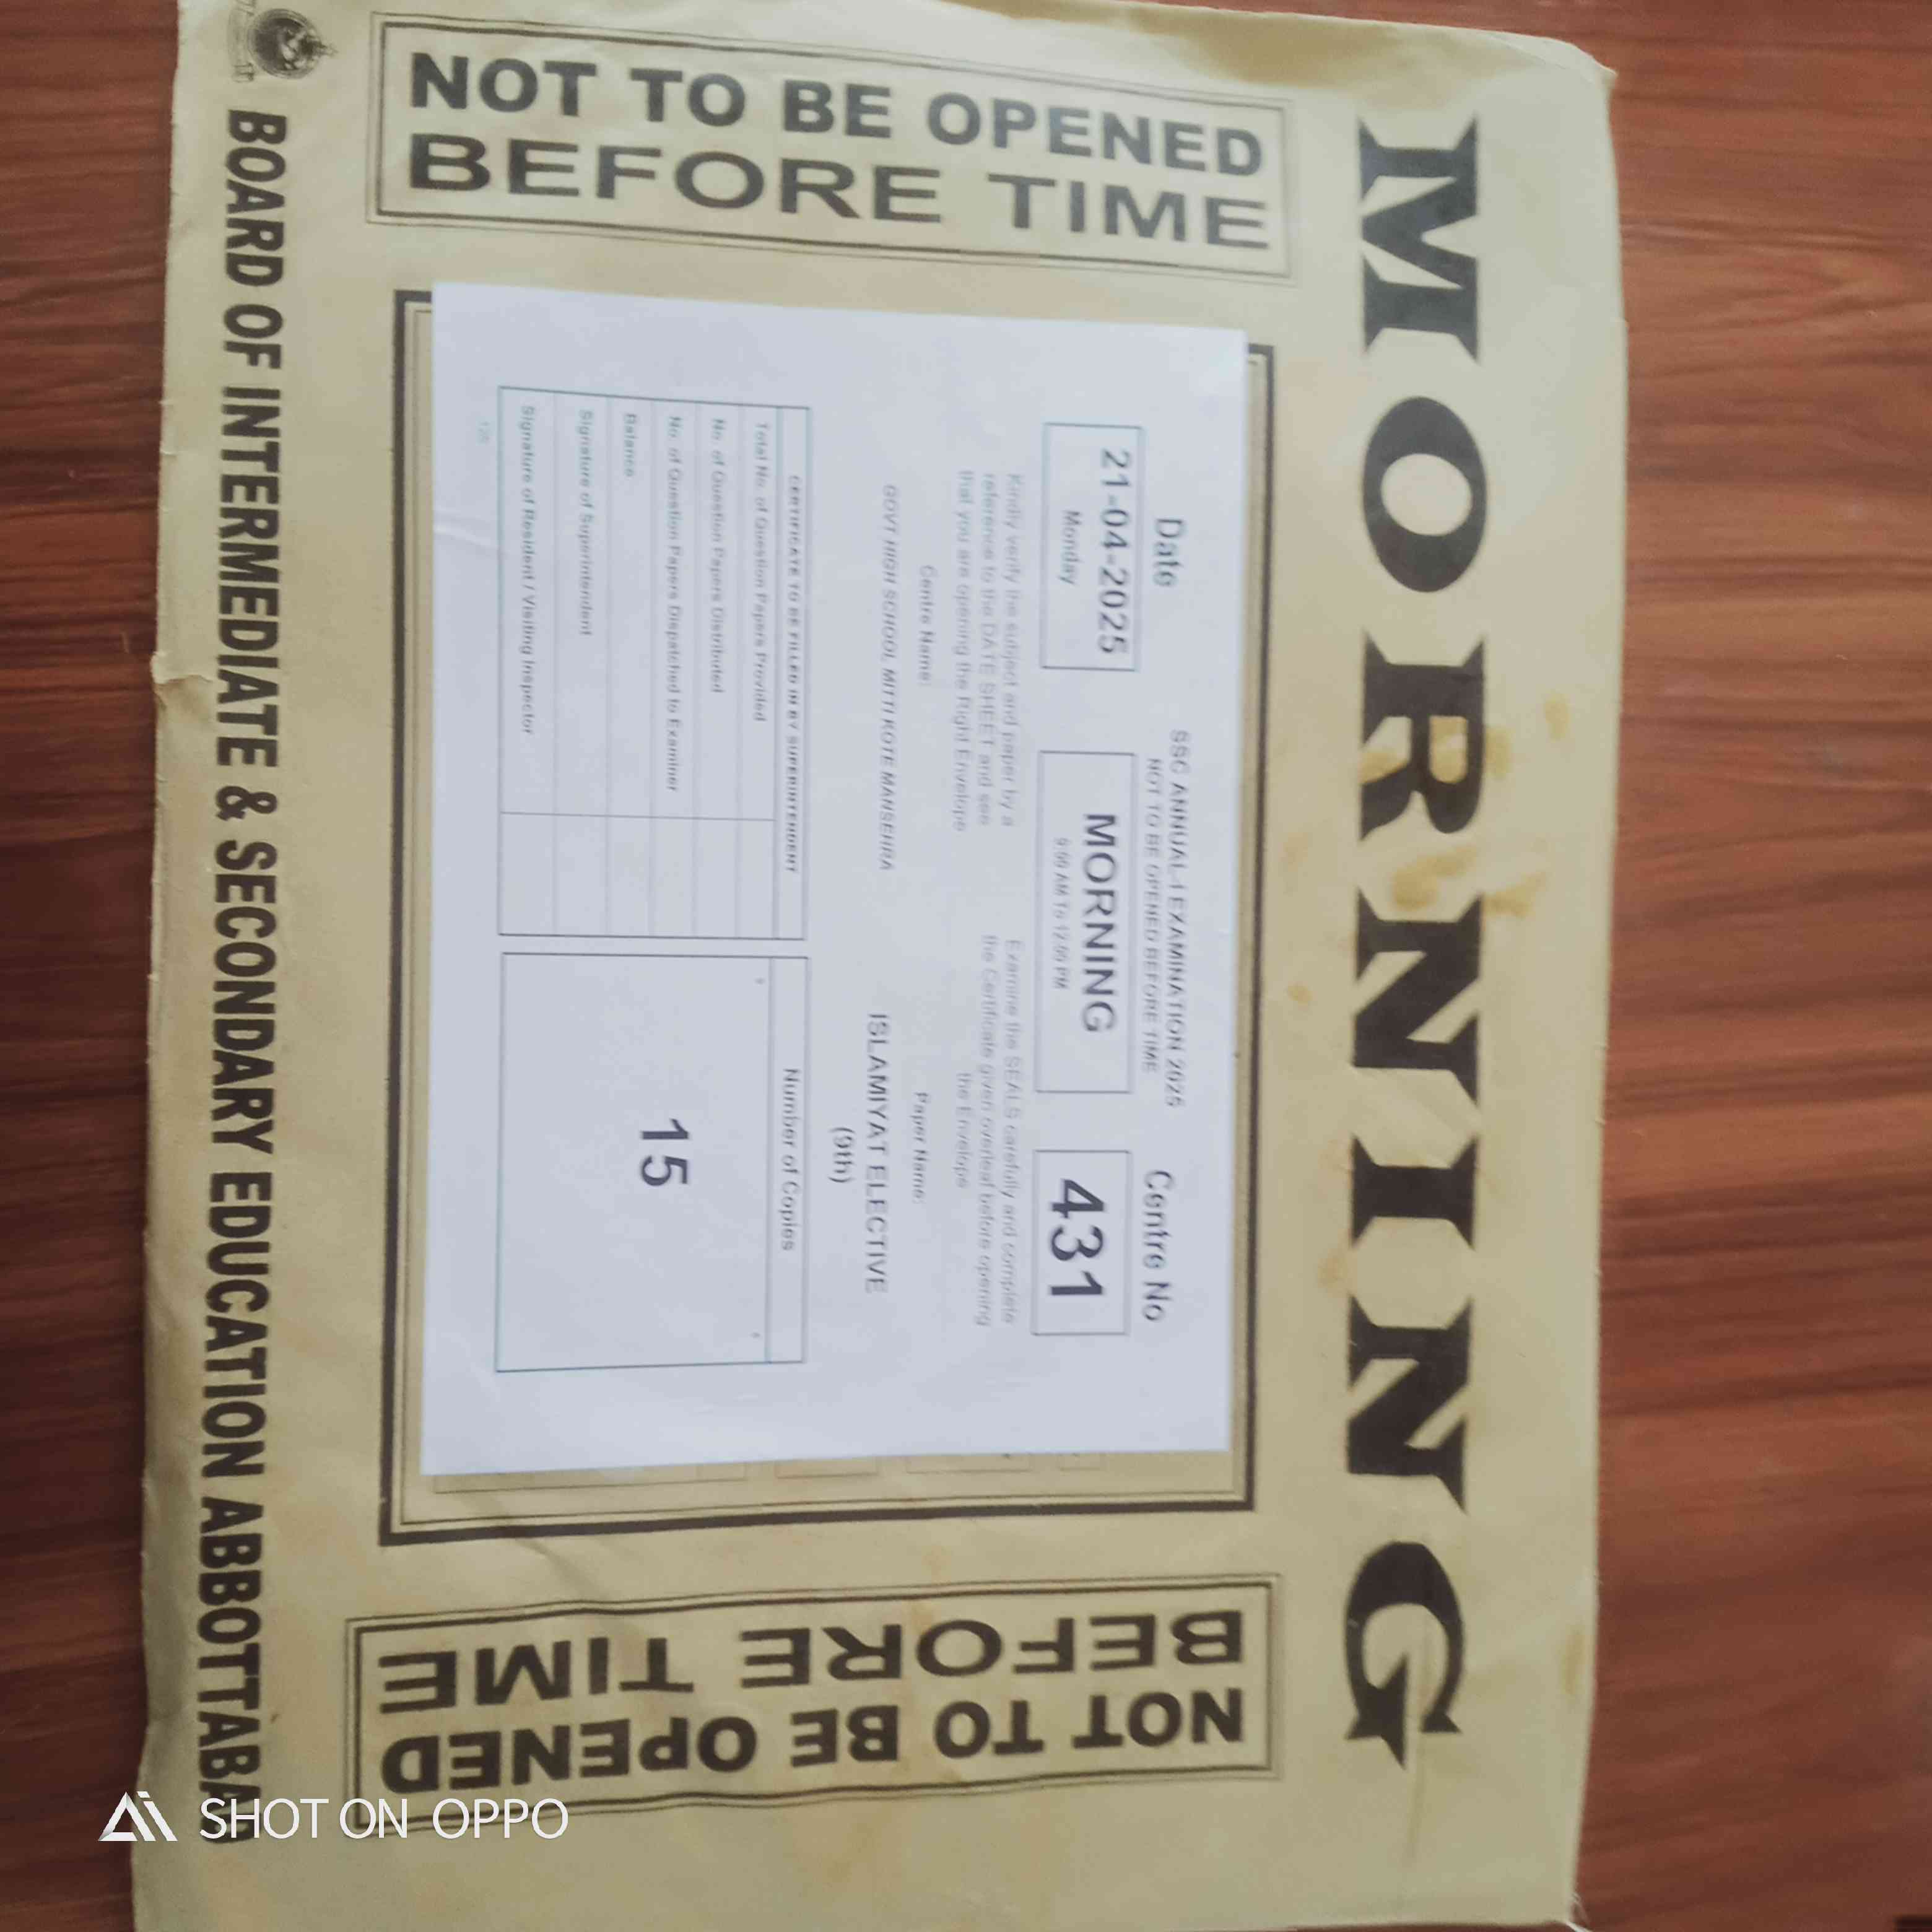 MORNING
NOT TO BE OPENED
BEFORE TIME
SSC ANNUAL-I EXAMINATION 2025
NOT TO BE OPENED BEFORE TIME
Date
Centre No
21-04-2025
Monday
MORNING
9:00 AM To 12:00 PM
431
Kindly verify the subject and paper by a
reference to the DATE SHEET and see
that you are opening the Right Envelope
Examine the SEALS carefully and complete
the Certificate given overleaf before opening
the Envelope
Centre Name:
GOVT HIGH SCHOOL MITTI KOTE MANSEHRA
Paper Name:
ISLAMIYAT ELECTIVE
(9th)
CERTIFICATE TO BE FILLED IN BY SUPERINTENDENT
Total No. of Question Papers Provided
No. of Question Papers Distributed
No. of Question Papers Dispatched to Examiner
Balance
Signature of Superintendent
Signature of Resident / Visiting Inspector
Number of Copies
15
NOT TO BE OPENED
BEFORE TIME
BOARD OF INTERMEDIATE & SECONDARY EDUCATION ABBOTTABAD
SHOT ON OPPO